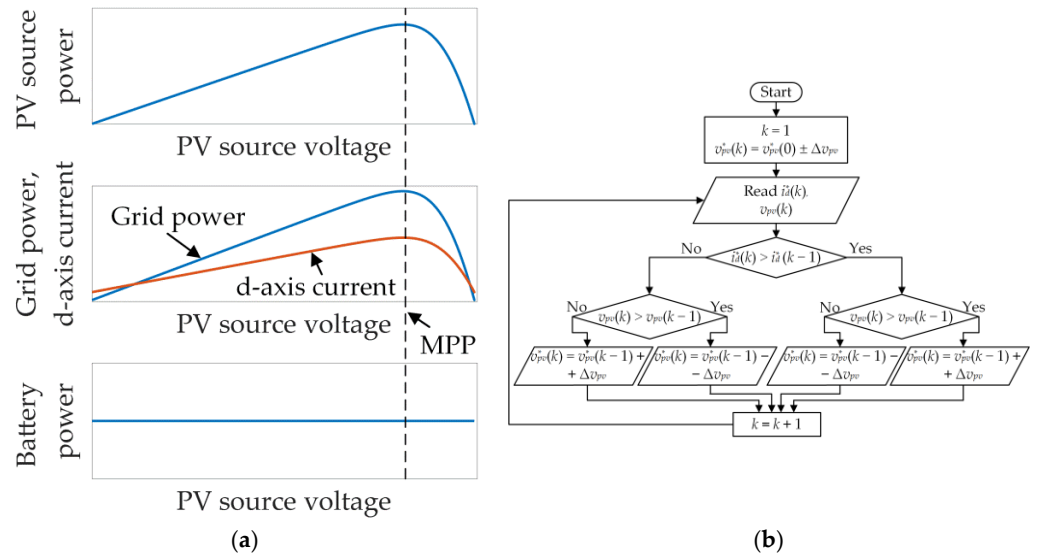 PV source
power
PV source voltage
Grid power,
d-axis current
Grid power
d-axis current
PV source voltage
MPP
Battery
power
PV source voltage
(a)
Start
k = 1
v*pv(k) = v*pv(0) ± Δvpv
Read i*d(k),
vpv(k)
No
Yes
i*d(k) > i*d(k − 1)
No
Yes
vpv(k) > vpv(k − 1)
No
Yes
vpv(k) > vpv(k − 1)
v*pv(k) = v*pv(k − 1) +
+ Δvpv
v*pv(k) = v*pv(k − 1) −
− Δvpv
v*pv(k) = v*pv(k − 1) −
− Δvpv
v*pv(k) = v*pv(k − 1) +
+ Δvpv
k = k + 1
(b)